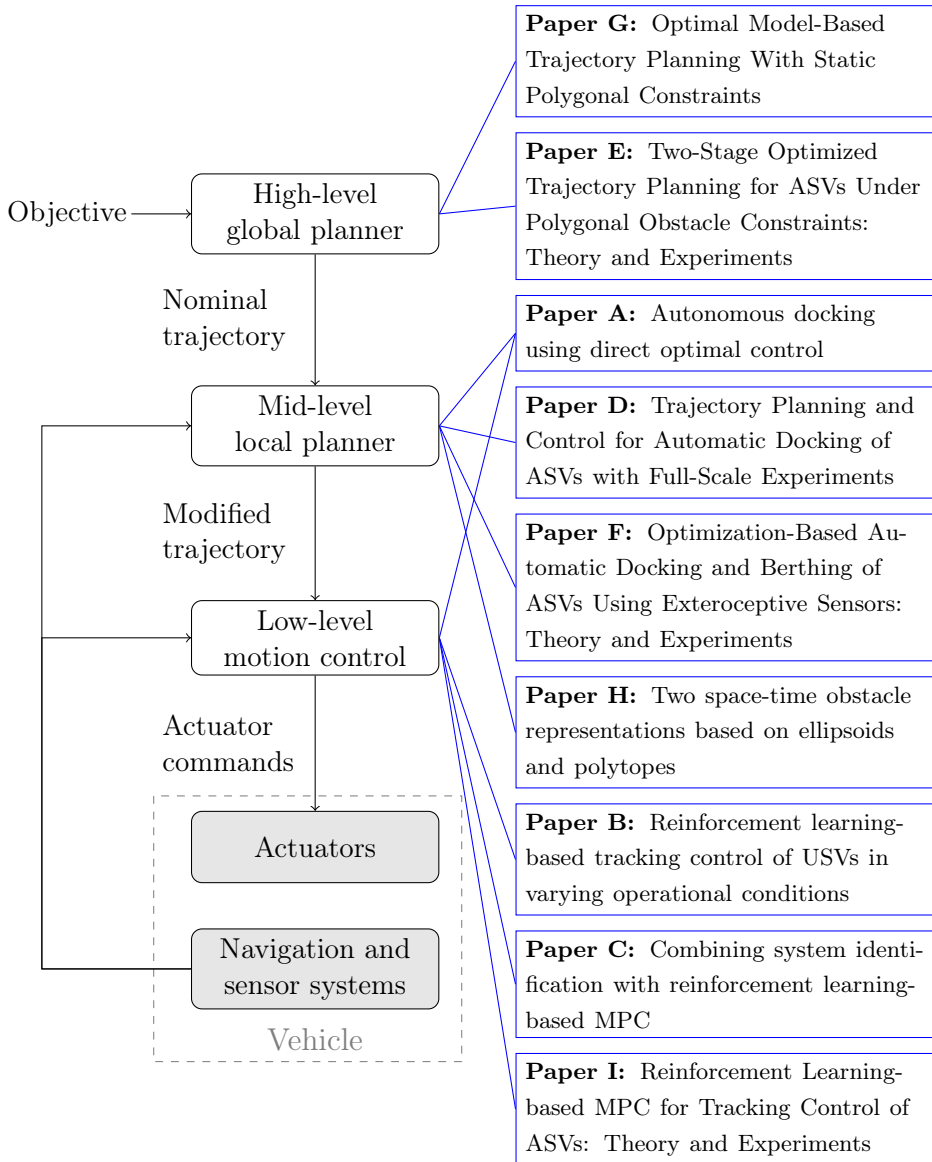 Objective
High-level
global planner
Nominal
trajectory
Mid-level
local planner
Modified
trajectory
Low-level
motion control
Actuator
commands
Actuators
Navigation and
sensor systems
Vehicle
Paper G: Optimal Model-Based
Trajectory Planning With Static
Polygonal Constraints
Paper E: Two-Stage Optimized
Trajectory Planning for ASVs Under
Polygonal Obstacle Constraints:
Theory and Experiments
Paper A: Autonomous docking
using direct optimal control
Paper D: Trajectory Planning and
Control for Automatic Docking of
ASVs with Full-Scale Experiments
Paper F: Optimization-Based Au-
tomatic Docking and Berthing of
ASVs Using Exteroceptive Sensors:
Theory and Experiments
Paper H: Two space-time obstacle
representations based on ellipsoids
and polytopes
Paper B: Reinforcement learning-
based tracking control of USVs in
varying operational conditions
Paper C: Combining system identi-
fication with reinforcement learning-
based MPC
Paper I: Reinforcement Learning-
based MPC for Tracking Control of
ASVs: Theory and Experiments